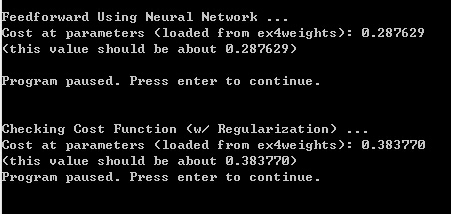 Feedforward Using Neural Network ...
Cost at parameters (loaded from ex4weights): 0.287629
(this value should be about 0.287629)
Program paused. Press enter to continue.
Checking Cost Function (w/ Regularization) ...
Cost at parameters (loaded from ex4weights): 0.383770
(this value should be about 0.383770)
Program paused. Press enter to continue.